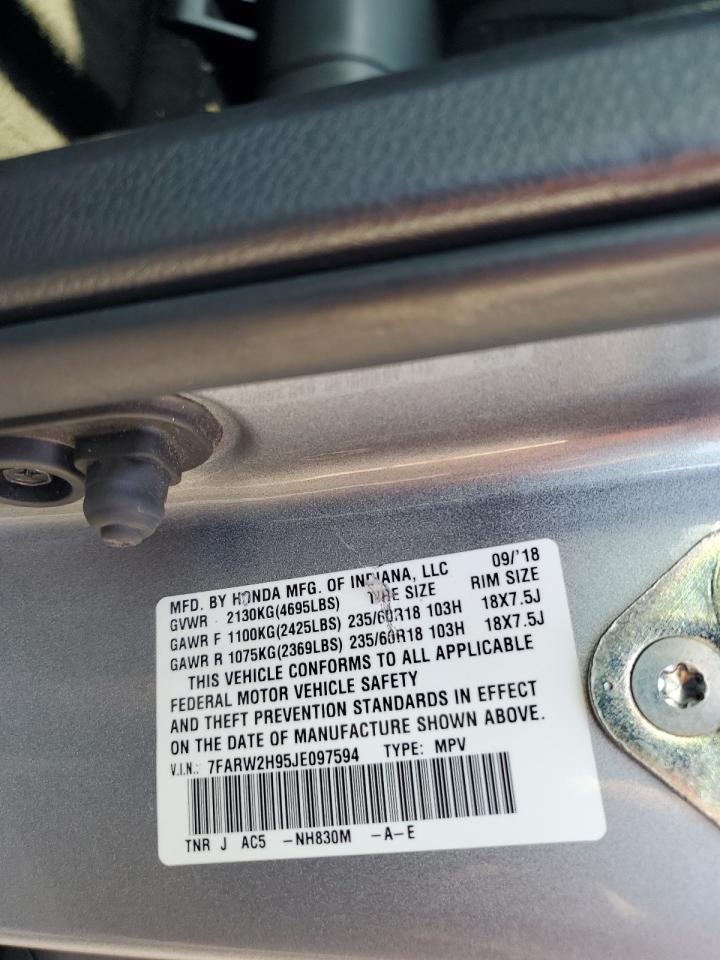 MFD. BY HONDA MFG. OF INDIANA, LLC 09/'18
GVWR 2130KG(4695LBS) TIRE SIZE RIM SIZE
GAWR F 1100KG(2425LBS) 235/60R18 103H 18X7.5J
GAWR R 1075KG(2369LBS) 235/60R18 103H 18X7.5J
THIS VEHICLE CONFORMS TO ALL APPLICABLE
FEDERAL MOTOR VEHICLE SAFETY
AND THEFT PREVENTION STANDARDS IN EFFECT
ON THE DATE OF MANUFACTURE SHOWN ABOVE.
V.I.N.: 7FARW2H95JE097594 TYPE: MPV
TNR J AC5 -NH830M -A-E